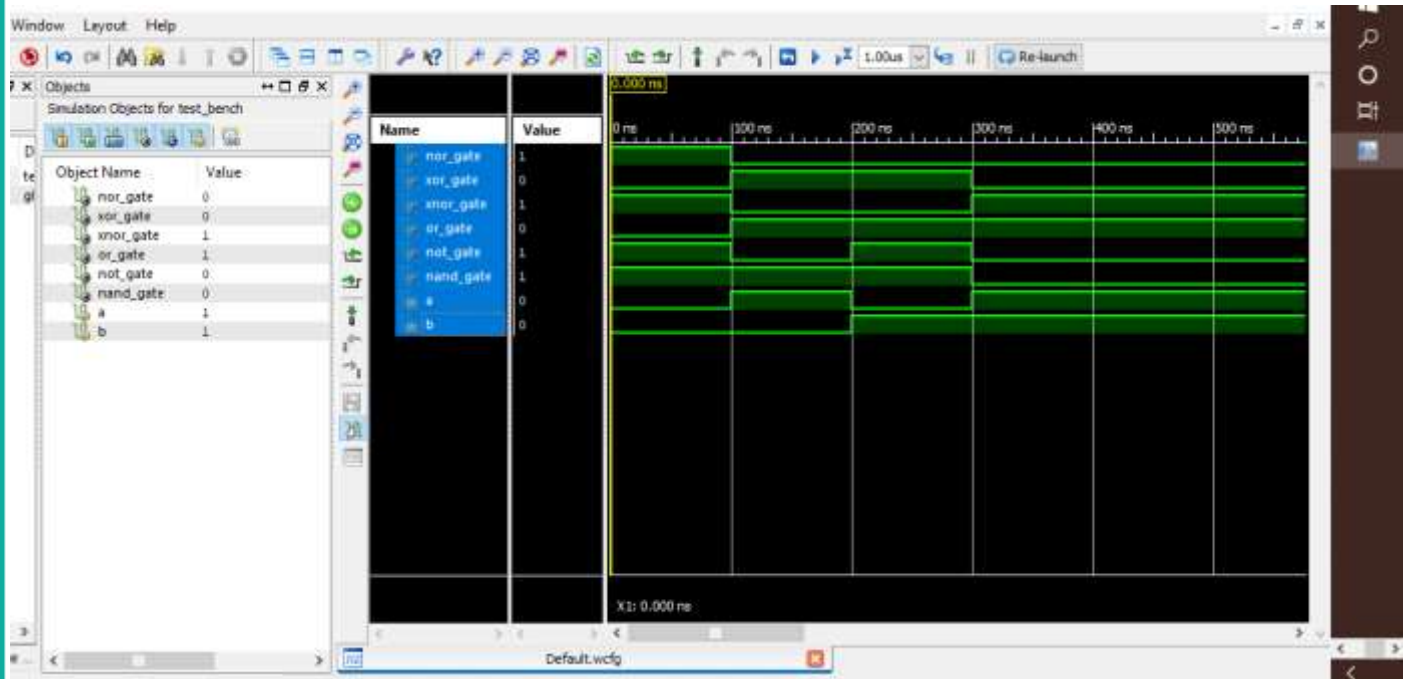 Window Layout Help
1.00us Re-launch
Objects
Simulation Objects for test_bench
Object Name Value
nor_gate 0
xor_gate 0
xnor_gate 1
or_gate 1
not_gate 0
nand_gate 0
a 1
b 1
Name Value
nor_gate 1
xor_gate 0
xnor_gate 1
or_gate 0
not_gate 1
nand_gate 1
a 0
b 0
0.000 ns
0 ns 100 ns 200 ns 300 ns 400 ns 500 ns
X1: 0.000 ns
Default.wcfg